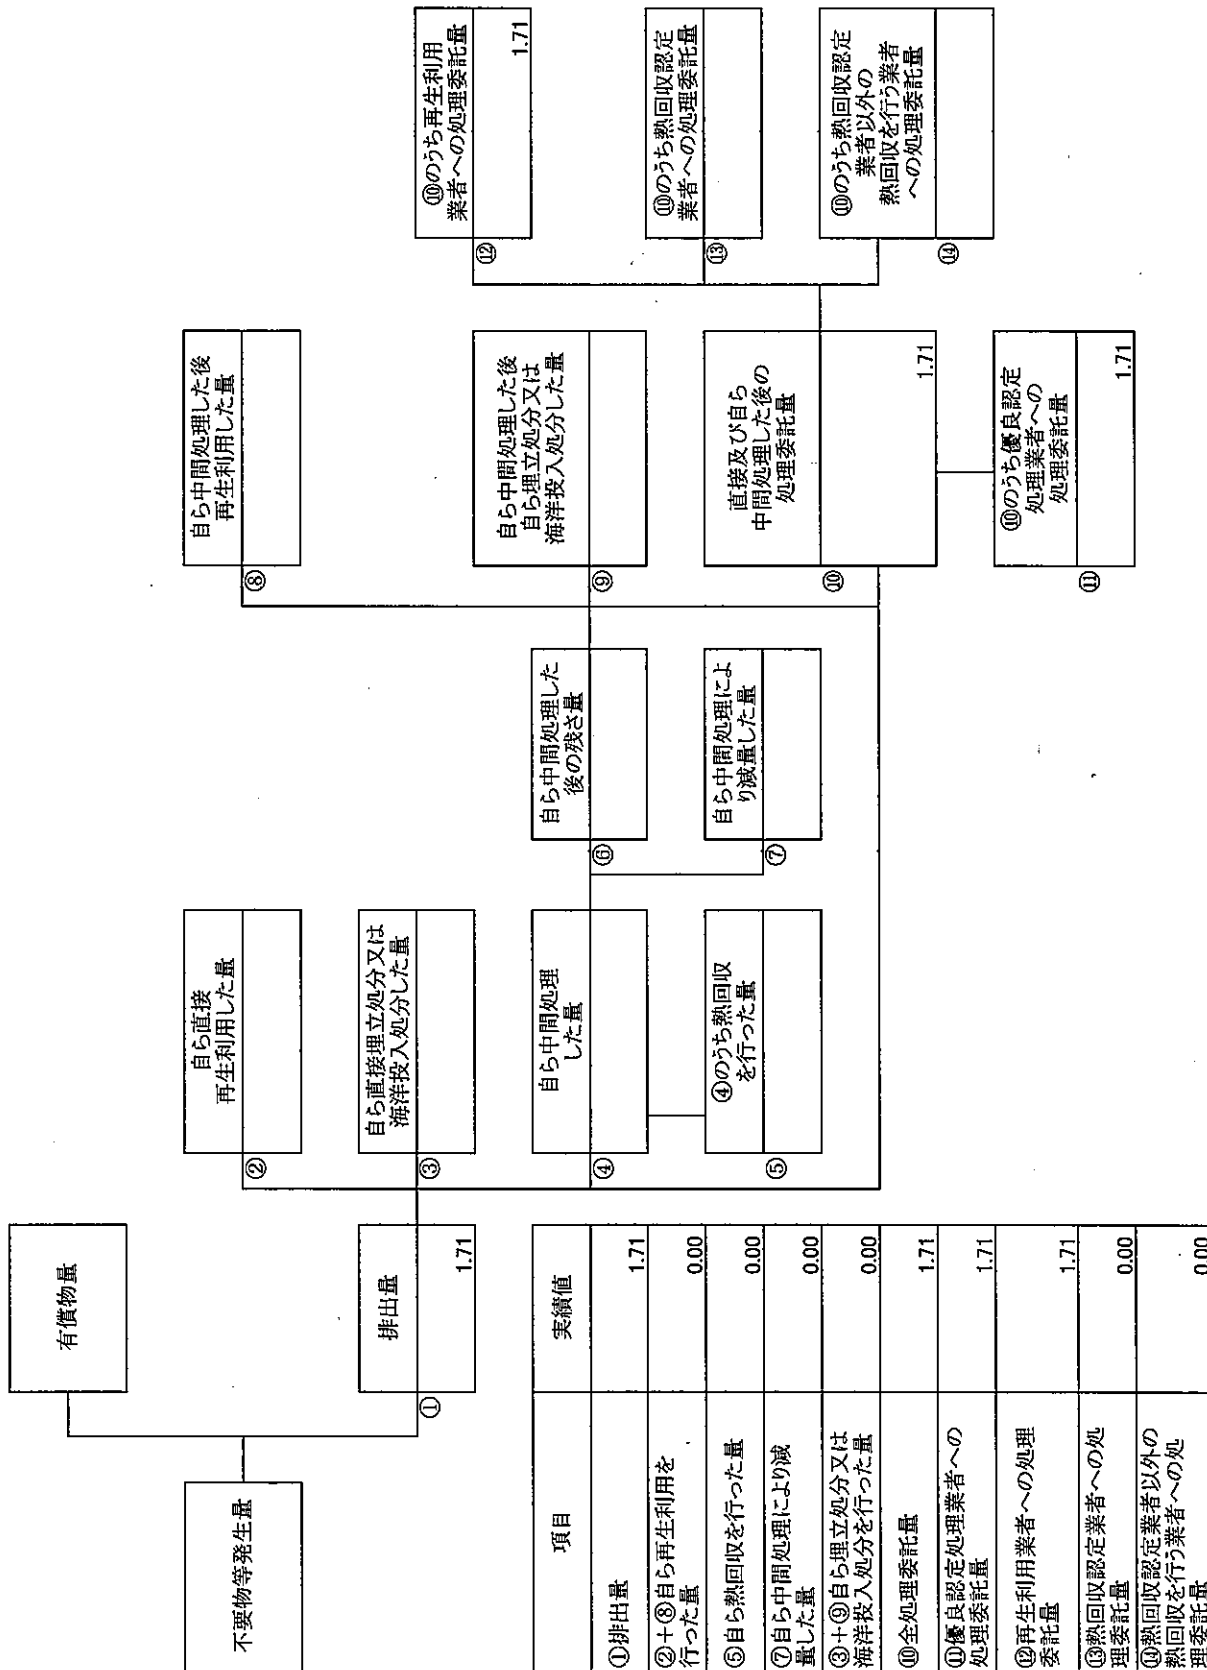 不要物等発生量
有償物量
①
排出量
1.71
②
自ら直接
再生利用した量
③
自ら直接埋立処分又は
海洋投入処分した量
④
自ら中間処理
した量
⑤
④のうち熱回収
を行った量
⑥
自ら中間処理した
後の残さ量
⑦
自ら中間処理によ
り減量した量
⑧
自ら中間処理した後
再生利用した量
⑨
自ら中間処理した後
自ら埋立処分又は
海洋投入処分した量
⑩
直接及び自ら
中間処理した後の
処理委託量
1.71
⑪
⑩のうち優良認定
処理業者への
処理委託量
1.71
⑫
⑩のうち再生利用
業者への処理委託量
1.71
⑬
⑩のうち熱回収認定
業者への処理委託量
⑭
⑩のうち熱回収認定
業者以外の
熱回収を行う業者
への処理委託量
項目 実績値
①排出量 1.71
②+⑧自ら再生利用を
行った量 0.00
⑤自ら熱回収を行った量 0.00
⑦自ら中間処理により減
量した量 0.00
③+⑨自ら埋立処分又は
海洋投入処分を行った量 0.00
⑩全処理委託量 1.71
⑪優良認定処理業者への
処理委託量 1.71
⑫再生利用業者への処理
委託量 1.71
⑬熱回収認定業者への処
理委託量 0.00
⑭熱回収認定業者以外の
熱回収を行う業者への処
理委託量 0.00